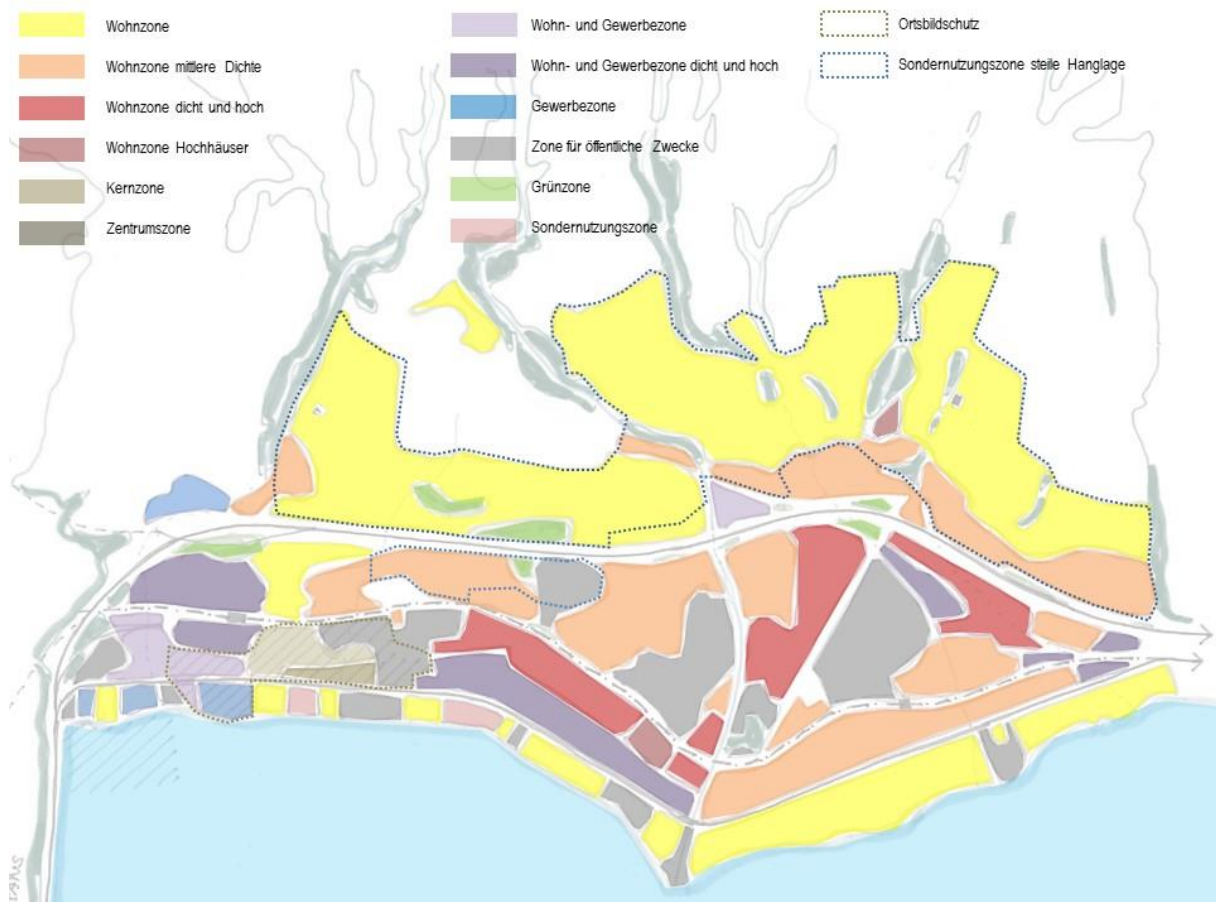 Wohnzone
Wohnzone mittlere Dichte
Wohnzone dicht und hoch
Wohnzone Hochhäuser
Kernzone
Zentrumszone
Wohn- und Gewerbezone
Wohn- und Gewerbezone dicht und hoch
Gewerbezone
Zone für öffentliche Zwecke
Grünzone
Sondernutzungszone
Ortsbildschutz
Sondernutzungszone steile Hanglage